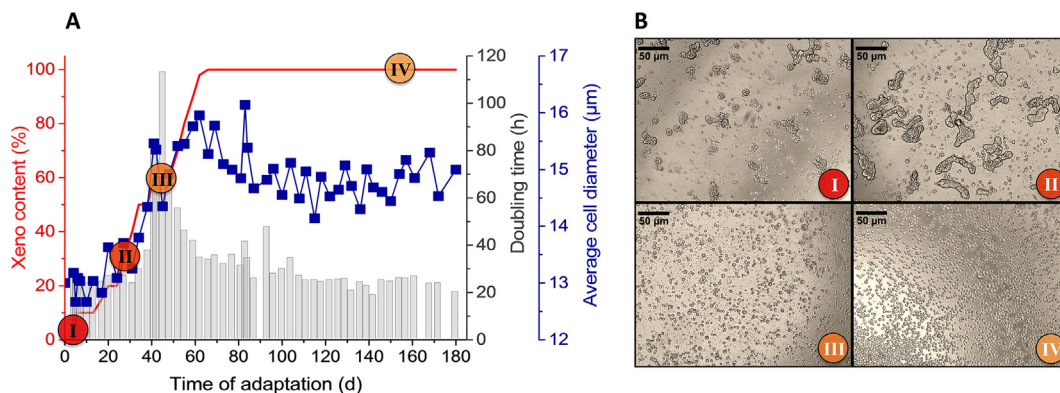 A
B
Xeno content (%)
100
80
60
40
20
0
0 20 40 60 80 100 120 140 160 180
Time of adaptation (d)
120
100
80
60
40
20
0
Doubling time (h)
17
16
15
14
13
12
Average cell diameter (µm)
I
II
III
IV
50 µm
I
50 µm
II
50 µm
III
50 µm
IV